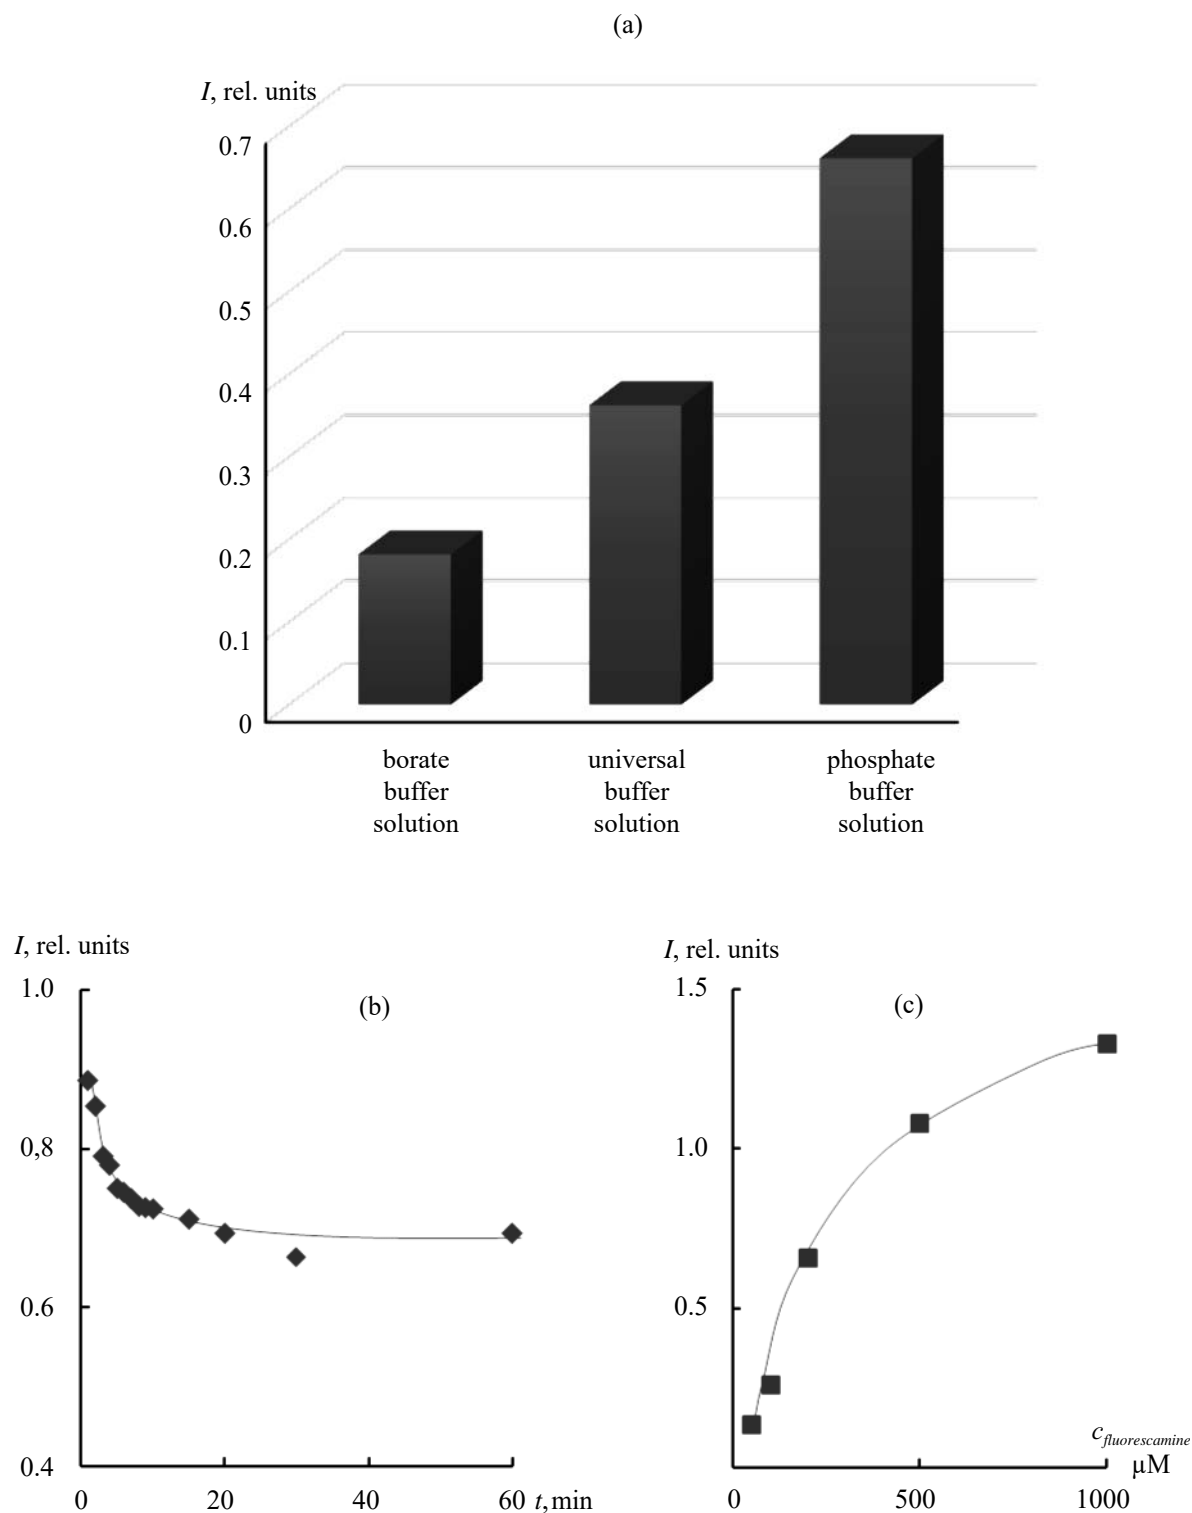 (a)
I, rel. units
0.7
0.6
0.5
0.4
0.3
0.2
0.1
0
borate
buffer
solution
universal
buffer
solution
phosphate
buffer
solution
I, rel. units
1.0
(b)
0,8
0.6
0.4
0
20
40
60
t, min
I, rel. units
1.5
(c)
1.0
0.5
c fluorescamine
µM
0
500
1000